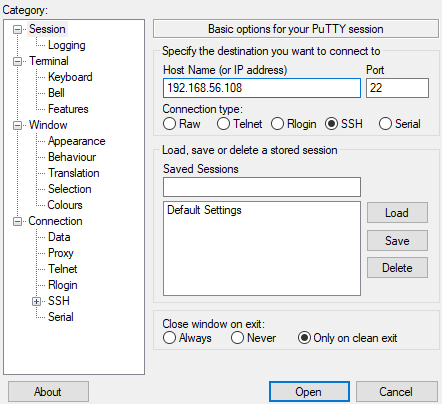 Category:
Session
Logging
Terminal
Keyboard
Bell
Features
Window
Appearance
Behaviour
Translation
Selection
Colours
Connection
Data
Proxy
Telnet
Rlogin
SSH
Serial
Basic options for your PuTTY session
Specify the destination you want to connect to
Host Name (or IP address) Port
192.168.56.108 22
Connection type:
Raw Telnet Rlogin SSH Serial
Load, save or delete a stored session
Saved Sessions
Default Settings
Load
Save
Delete
Close window on exit:
Always Never Only on clean exit
About Open Cancel